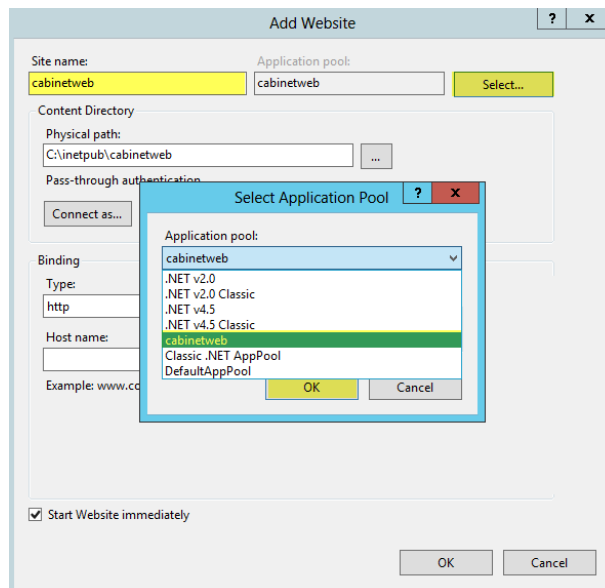 Add Website
? x
Site name: Application pool:
cabinetweb cabinetweb Select...
Content Directory
Physical path:
C:\inetpub\cabinetweb ...
Pass-through authentication
Connect as...
Select Application Pool ? x
Application pool:
cabinetweb
.NET v2.0
.NET v2.0 Classic
.NET v4.5
.NET v4.5 Classic
cabinetweb
Classic .NET AppPool
DefaultAppPool
OK Cancel
Binding
Type:
http
Host name:
Example: www.co
Start Website immediately
OK Cancel